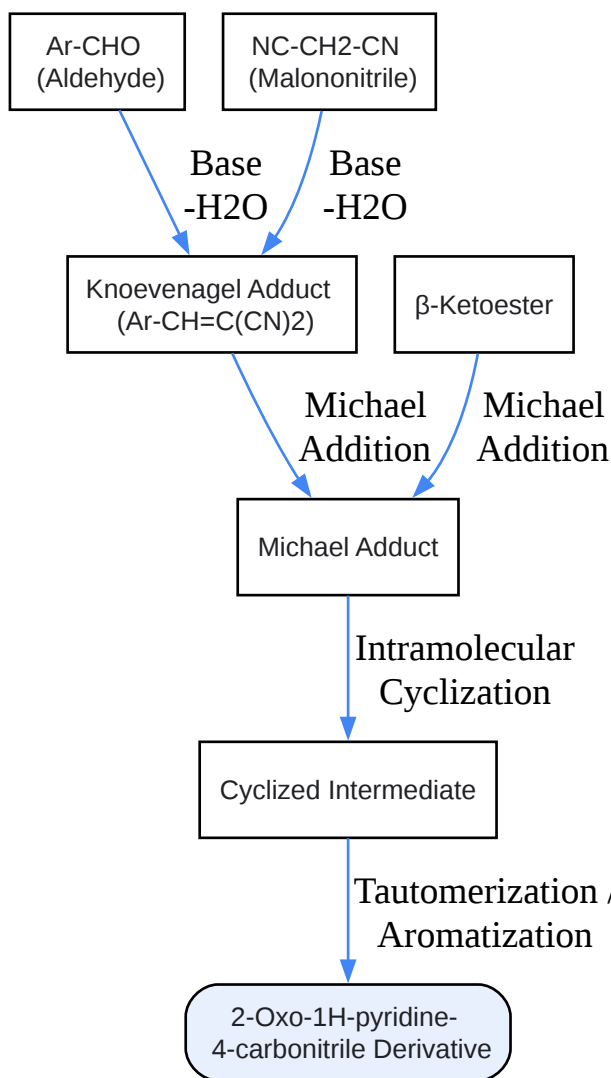 Ar-CHO
(Aldehyde)
NC-CH2-CN
(Malononitrile)
Base
-H2O
Base
-H2O
Knoevenagel Adduct
(Ar-CH=C(CN)2)
β-Ketoester
Michael
Addition
Michael
Addition
Michael Adduct
Intramolecular
Cyclization
Cyclized Intermediate
Tautomerization /
Aromatization
2-Oxo-1H-pyridine-
4-carbonitrile Derivative